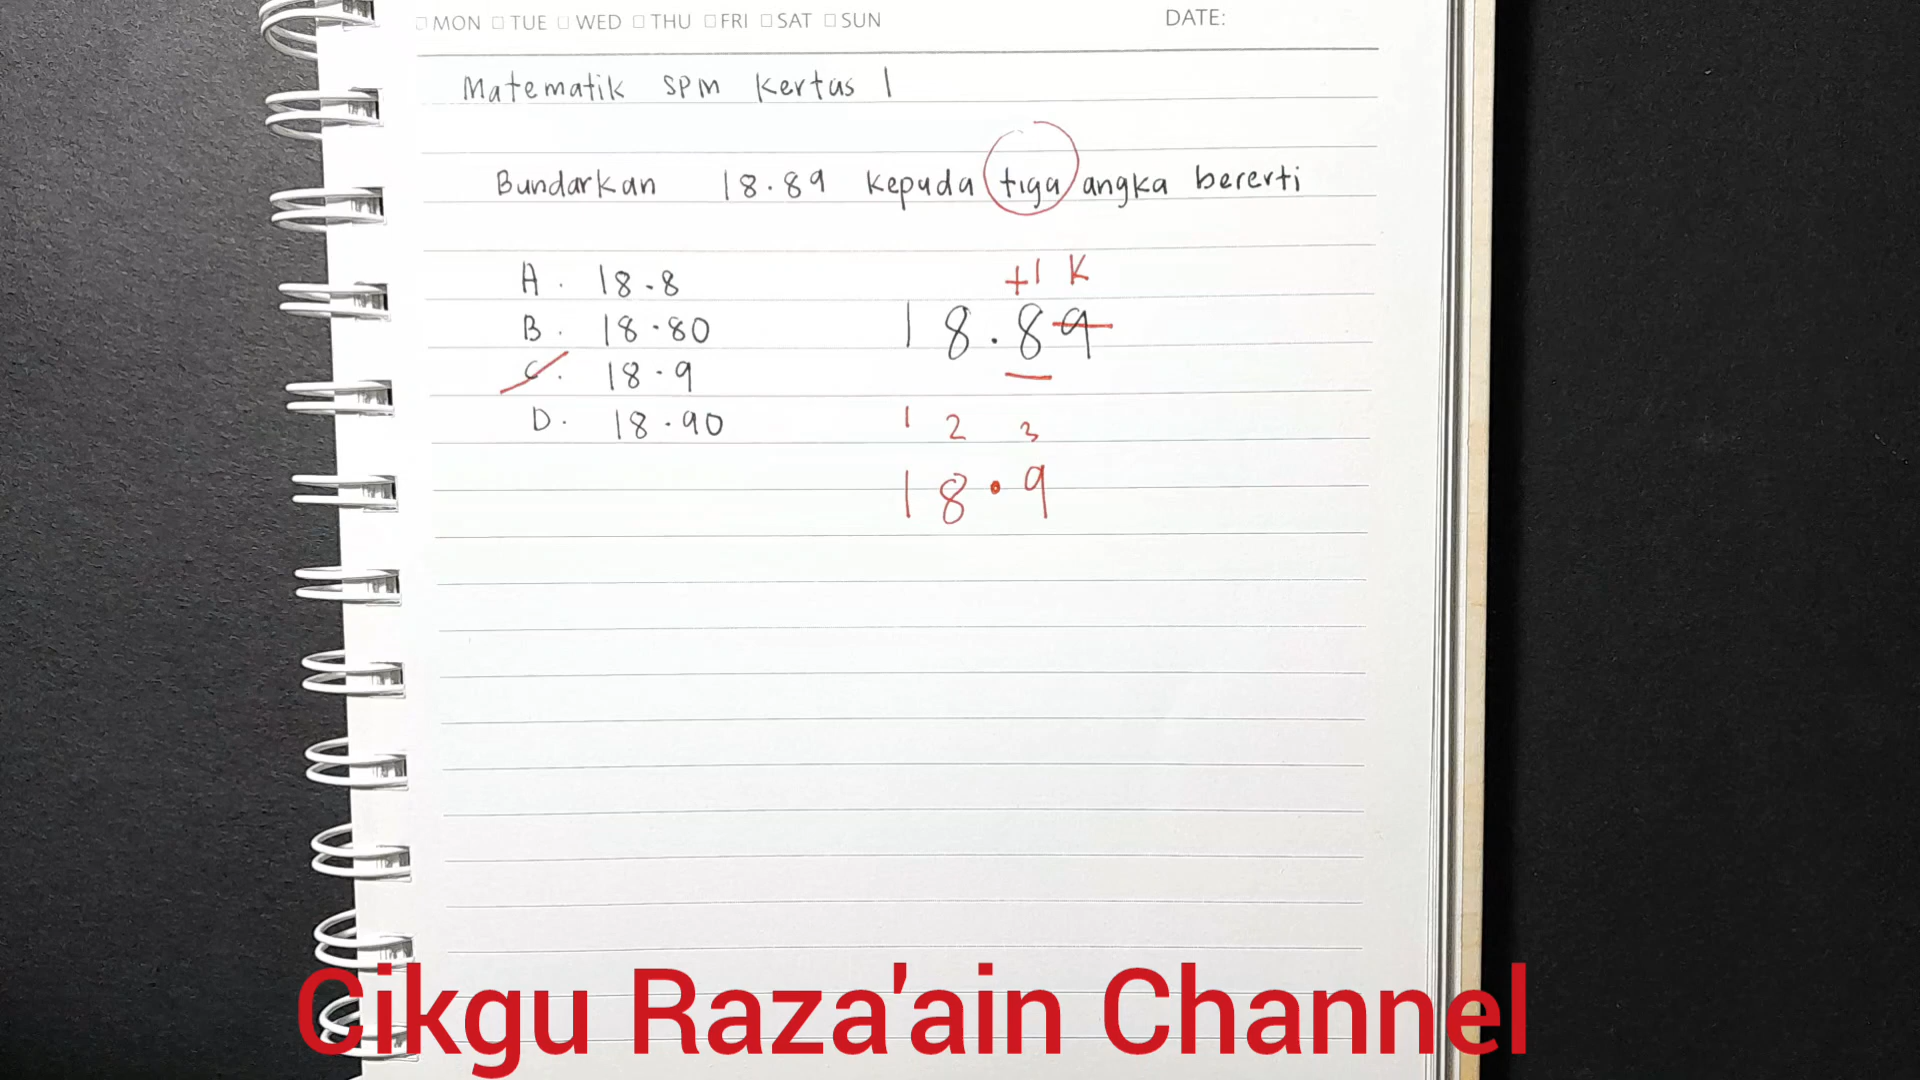 MON TUE WED THU FRI SAT SUN DATE:
Matematik SPM Kertas 1
Bundarkan 18.89 kepada tiga angka bererti
A. 18.8
B. 18.80
C. 18.9
D. 18.90
+1 K
18.89
1 2 3
18.9
Cikgu Raza'ain Channel